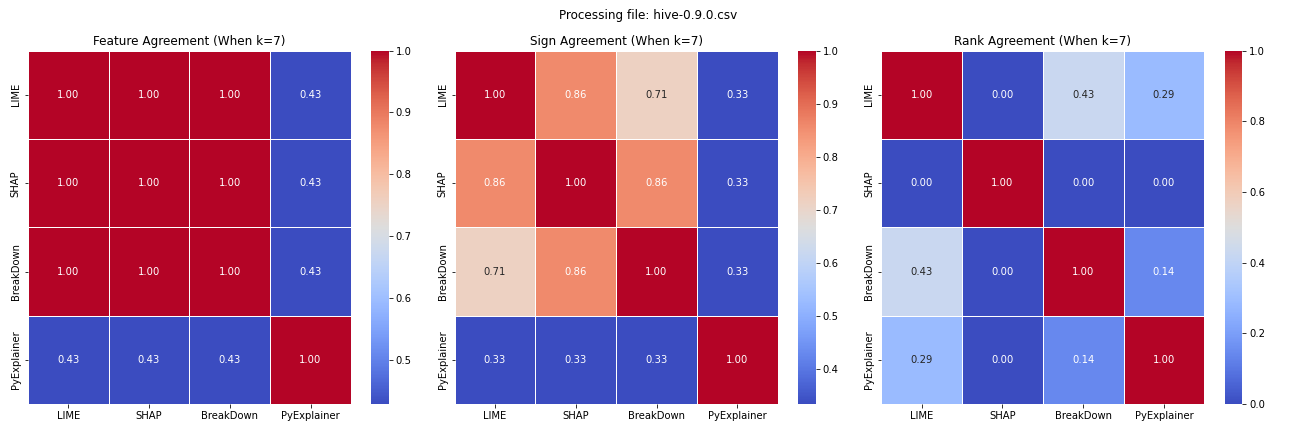 Processing file: hive-0.9.0.csv
Feature Agreement (When k=7)
LIME
SHAP
BreakDown
PyExplainer
1.00 1.00 1.00 0.43
1.00 1.00 1.00 0.43
1.00 1.00 1.00 0.43
0.43 0.43 0.43 1.00
LIME SHAP BreakDown PyExplainer
1.0
0.9
0.8
0.7
0.6
0.5
Sign Agreement (When k=7)
LIME
SHAP
BreakDown
PyExplainer
1.00 0.86 0.71 0.33
0.86 1.00 0.86 0.33
0.71 0.86 1.00 0.33
0.33 0.33 0.33 1.00
LIME SHAP BreakDown PyExplainer
1.0
0.9
0.8
0.7
0.6
0.5
0.4
Rank Agreement (When k=7)
LIME
SHAP
BreakDown
PyExplainer
1.00 0.00 0.43 0.29
0.00 1.00 0.00 0.00
0.43 0.00 1.00 0.14
0.29 0.00 0.14 1.00
LIME SHAP BreakDown PyExplainer
1.0
0.8
0.6
0.4
0.2
0.0